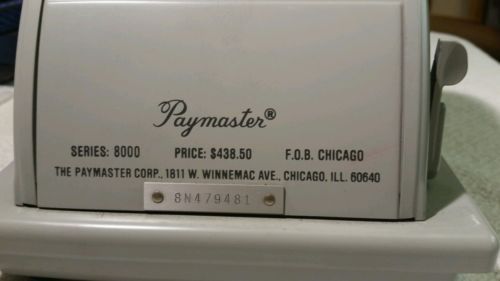 Paymaster®
SERIES: 8000 PRICE: $438.50 F.O.B. CHICAGO
THE PAYMASTER CORP., 1811 W. WINNEMAC AVE., CHICAGO, ILL. 60640
8N479481